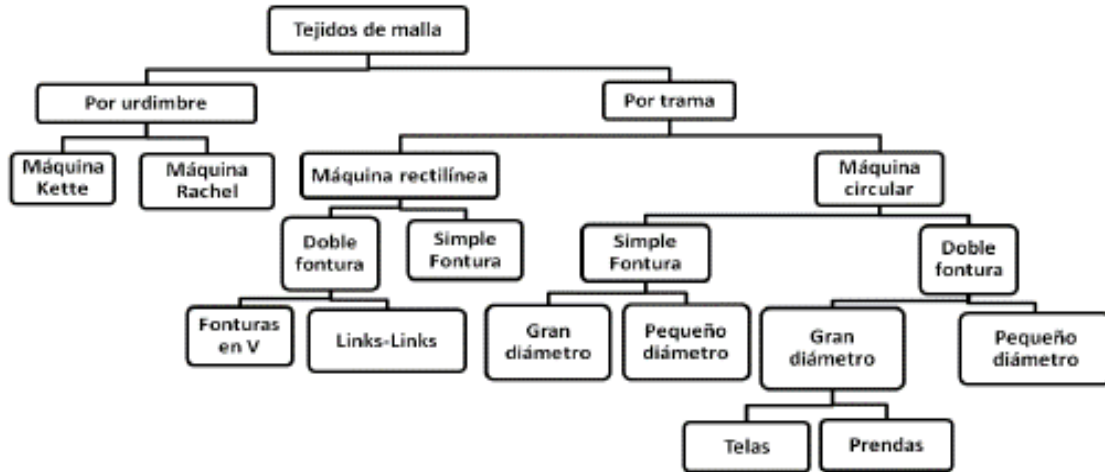 Tejidos de malla
Por urdimbre
Por trama
Máquina
Kette
Máquina
Rachel
Máquina rectilínea
Máquina
circular
Doble
fontura
Simple
Fontura
Simple
Fontura
Doble
fontura
Fonturas
en V
Links-Links
Gran
diámetro
Pequeño
diámetro
Gran
diámetro
Pequeño
diámetro
Telas
Prendas